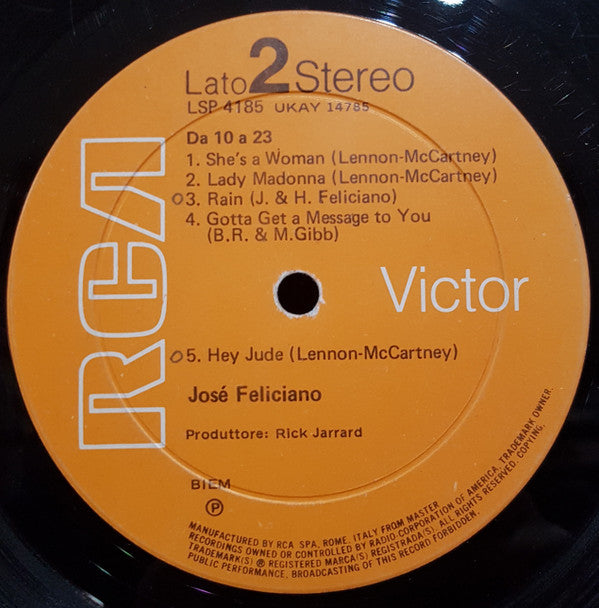 Lato 2 Stereo
LSP 4185 UKAY 14785
Da 10 a 23
1. She's a Woman (Lennon-McCartney)
2. Lady Madonna (Lennon-McCartney)
3. Rain (J. & H. Feliciano)
4. Gotta Get a Message to You
(B.R. & M.Gibb)
RCA
Victor
5. Hey Jude (Lennon-McCartney)
José Feliciano
Produttore: Rick Jarrard
BIEM
Ⓟ
MANUFACTURED BY RCA SPA, ROME, ITALY FROM MASTER
RECORDINGS OWNED OR CONTROLLED BY RADIO-CORPORATION OF AMERICA, TRADEMARK OWNER.
TRADEMARK(S) ® REGISTERED MARCA(S) REGISTRADA(S). ALL RIGHTS RESERVED. COPYING,
PUBLIC PERFORMANCE, BROADCASTING OF THIS RECORD FORBIDDEN.